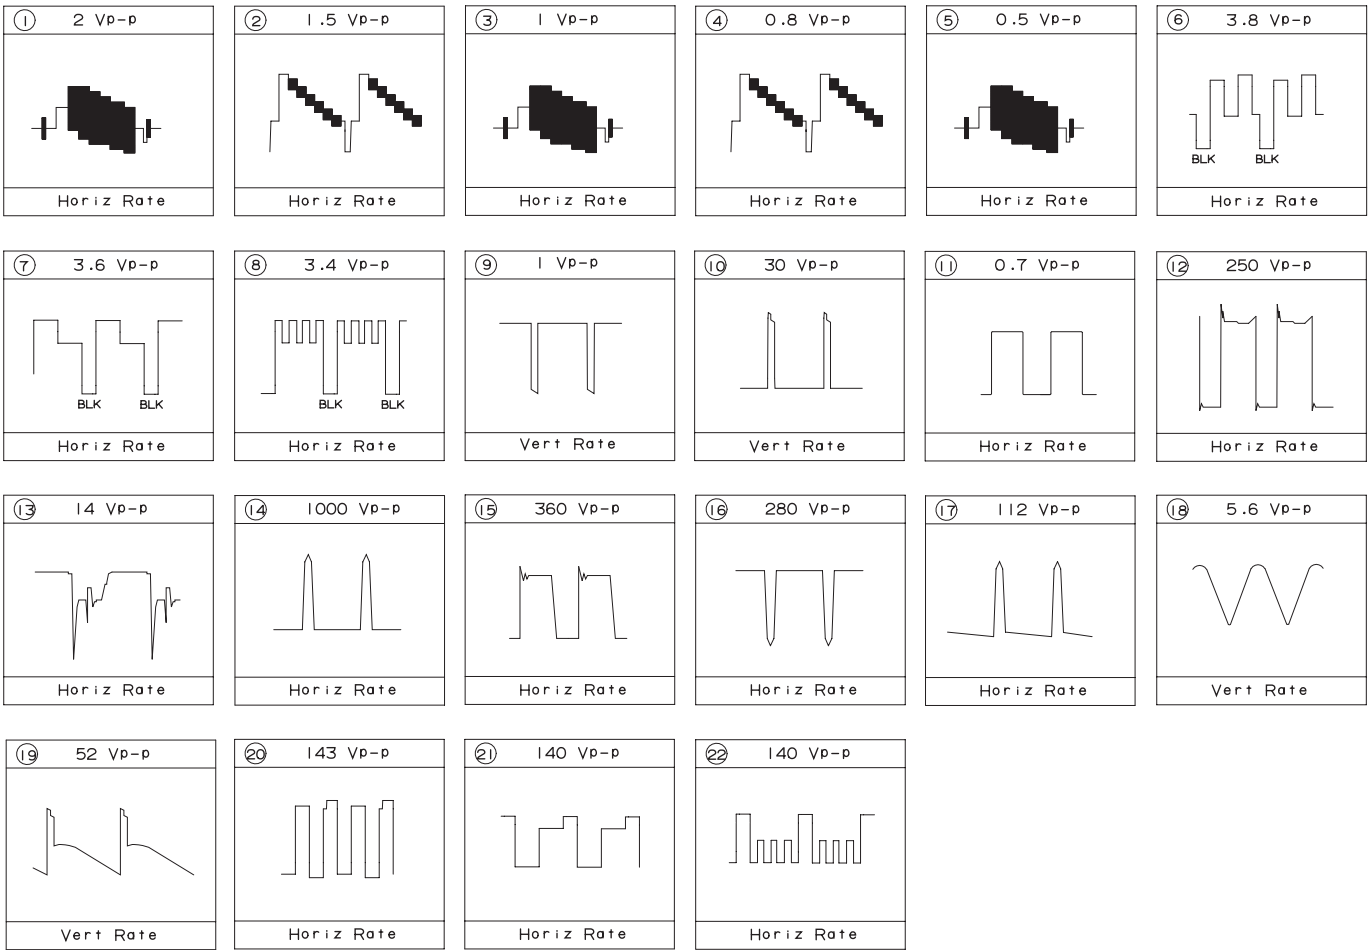 1 2 Vp-p
Horiz Rate
2 1.5 Vp-p
Horiz Rate
3 1 Vp-p
Horiz Rate
4 0.8 Vp-p
Horiz Rate
5 0.5 Vp-p
Horiz Rate
6 3.8 Vp-p
BLK BLK
Horiz Rate
7 3.6 Vp-p
BLK BLK
Horiz Rate
8 3.4 Vp-p
BLK BLK
Horiz Rate
9 1 Vp-p
Vert Rate
10 30 Vp-p
Vert Rate
11 0.7 Vp-p
Horiz Rate
12 250 Vp-p
Horiz Rate
13 14 Vp-p
Horiz Rate
14 1000 Vp-p
Horiz Rate
15 360 Vp-p
Horiz Rate
16 280 Vp-p
Horiz Rate
17 112 Vp-p
Horiz Rate
18 5.6 Vp-p
Vert Rate
19 52 Vp-p
Vert Rate
20 143 Vp-p
Horiz Rate
21 140 Vp-p
Horiz Rate
22 140 Vp-p
Horiz Rate